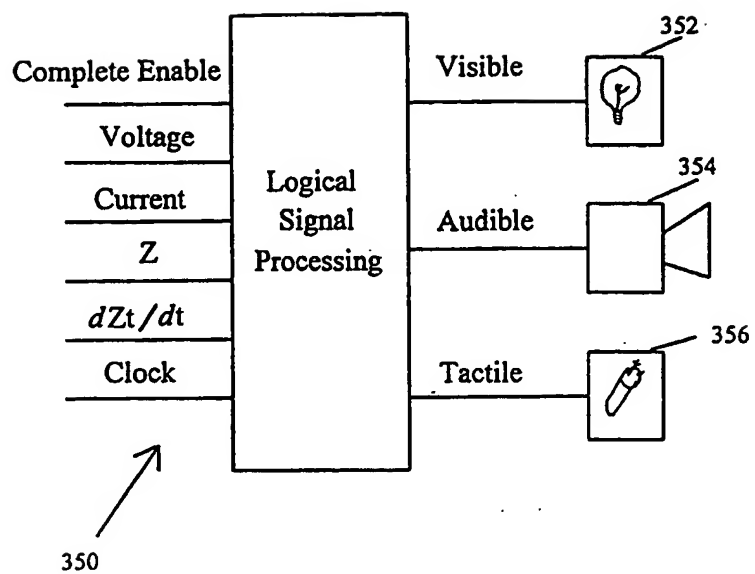 352
Complete Enable
Visible
Voltage
354
Current
Logical
Signal
Processing
Audible
Z
dZt/dt
356
Clock
Tactile
350